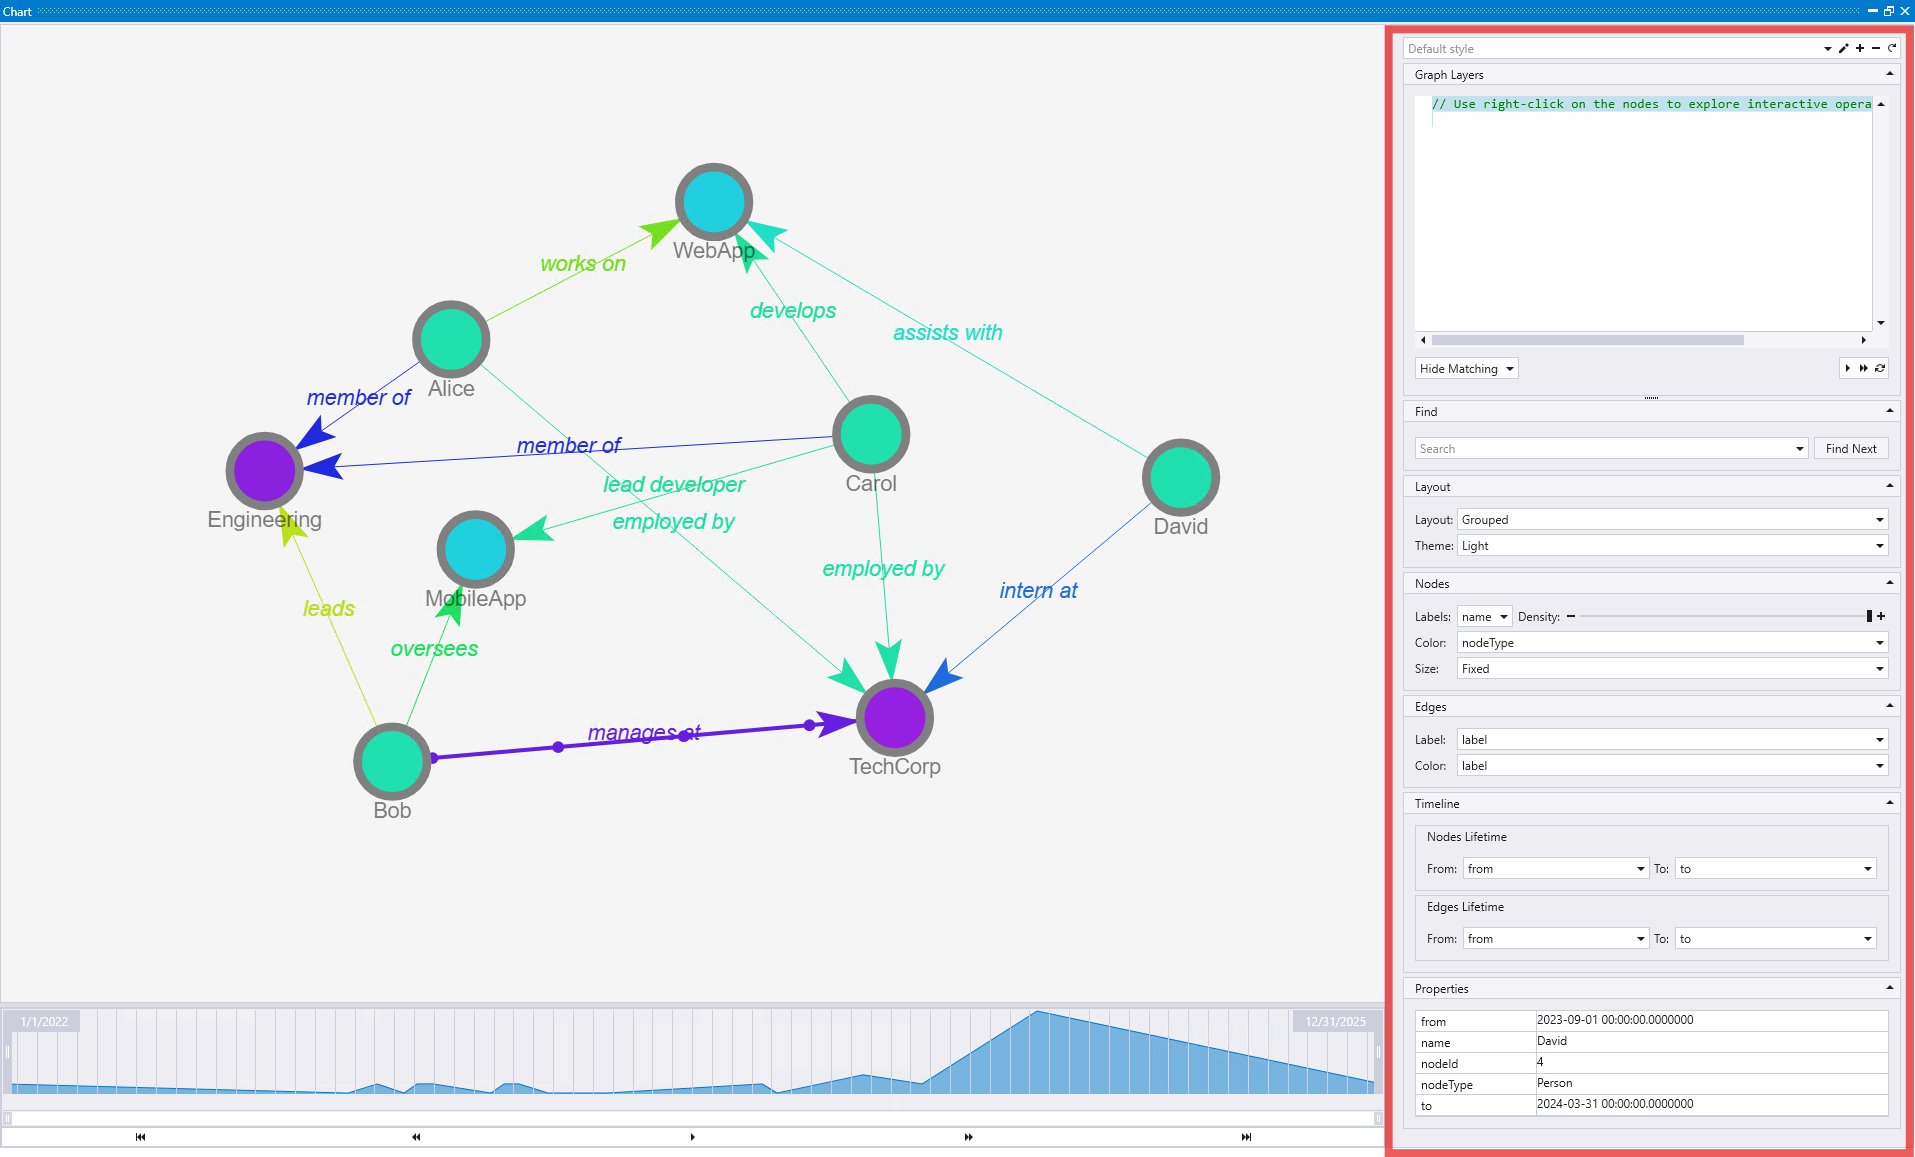 Chart
WebApp
works on
develops
assists with
Alice
member of
member of
Carol
lead developer
Engineering
employed by
David
MobileApp
employed by
intern at
leads
oversees
manages at
TechCorp
Bob
1/1/2022
12/31/2025
Default style
Graph Layers
// Use right-click on the nodes to explore interactive opera
Hide Matching
Find
Search
Find Next
Layout
Layout: Grouped
Theme: Light
Nodes
Labels: name Density:
Color: nodeType
Size: Fixed
Edges
Label: label
Color: label
Timeline
Nodes Lifetime
From: from To: to
Edges Lifetime
From: from To: to
Properties
from 2023-09-01 00:00:00.0000000
name David
nodeId 4
nodeType Person
to 2024-03-31 00:00:00.0000000